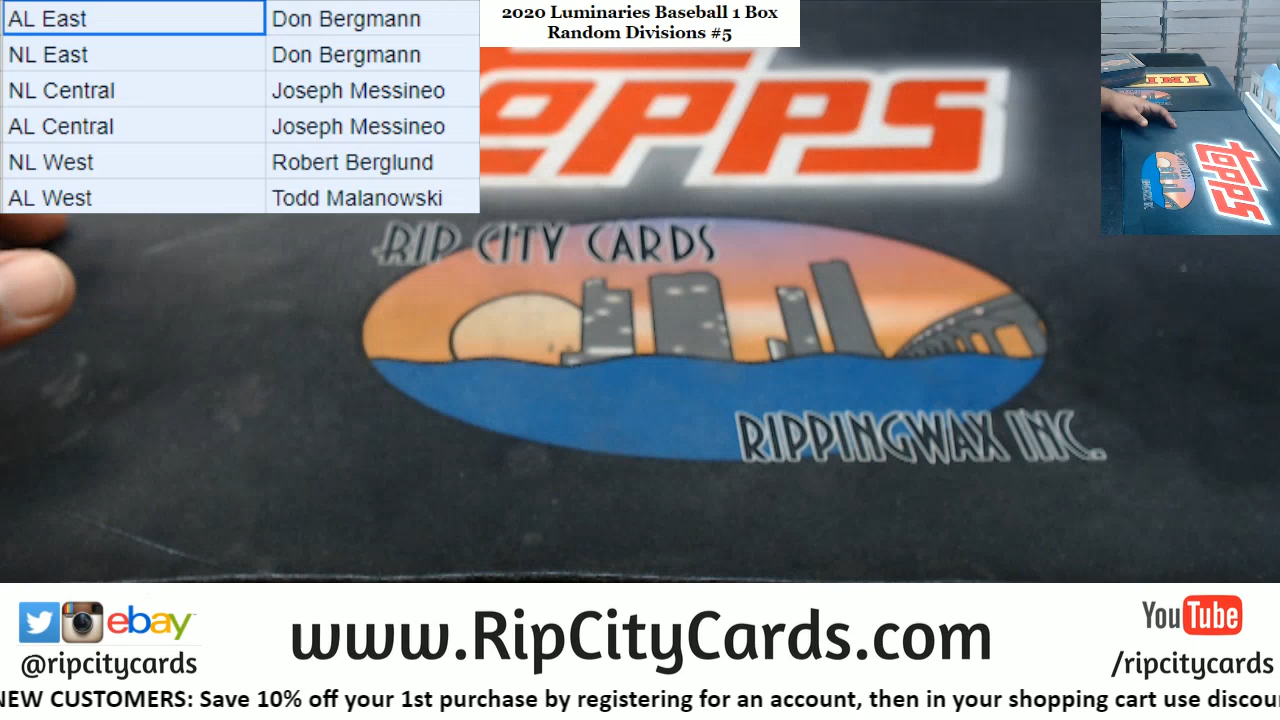 AL East Don Bergmann
NL East Don Bergmann
NL Central Joseph Messineo
AL Central Joseph Messineo
NL West Robert Berglund
AL West Todd Malanowski
2020 Luminaries Baseball 1 Box
Random Divisions #5
topps
RIP CITY CARDS
RIPPINGWAX INC.
topps
ebay
@ripcitycards
www.RipCityCards.com
YouTube
/ripcitycards
NEW CUSTOMERS: Save 10% off your 1st purchase by registering for an account, then in your shopping cart use